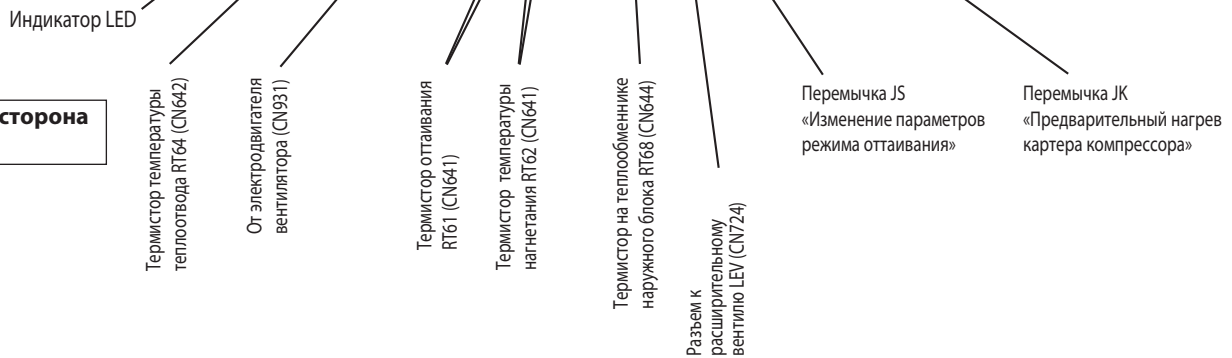 Индикатор LED
сторона
Термистор температуры
теплоотвода RT64 (CN642)
От электродвигателя
вентилятора (CN931)
Термистор оттаивания
RT61 (CN641)
Термистор температуры
нагнетания RT62 (CN641)
Термистор на теплообменнике
наружного блока RT68 (CN644)
Разъем к
расширительному
вентилю LEV (CN724)
Перемычка JS
«Изменение параметров
режима оттаивания»
Перемычка JK
«Предварительный нагрев
картера компрессора»